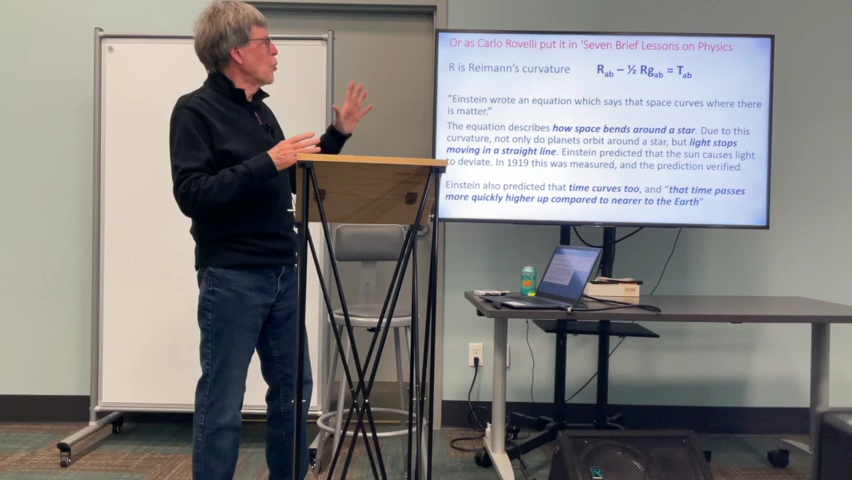 Or as Carlo Rovelli put it in 'Seven Brief Lessons on Physics
R is Reimann's curvature Rab – ½ Rgab = Tab
"Einstein wrote an equation which says that space curves where there
is matter."
The equation describes how space bends around a star. Due to this
curvature, not only do planets orbit around a star, but light stops
moving in a straight line. Einstein predicted that the sun causes light
to deviate. In 1919 this was measured, and the prediction verified.
Einstein also predicted that time curves too, and "that time passes
more quickly higher up compared to nearer to the Earth"